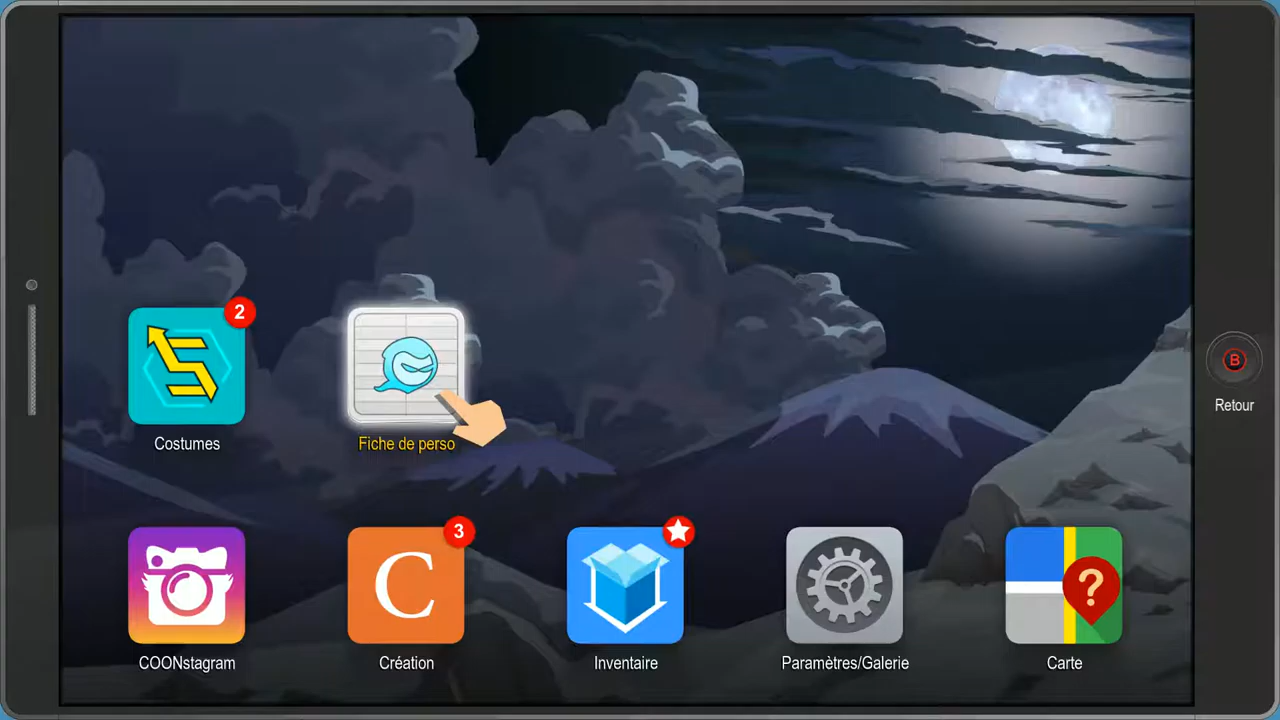 2
Costumes
Fiche de perso
B
Retour
3
C
COONstagram
Création
Inventaire
Paramètres/Galerie
?
Carte